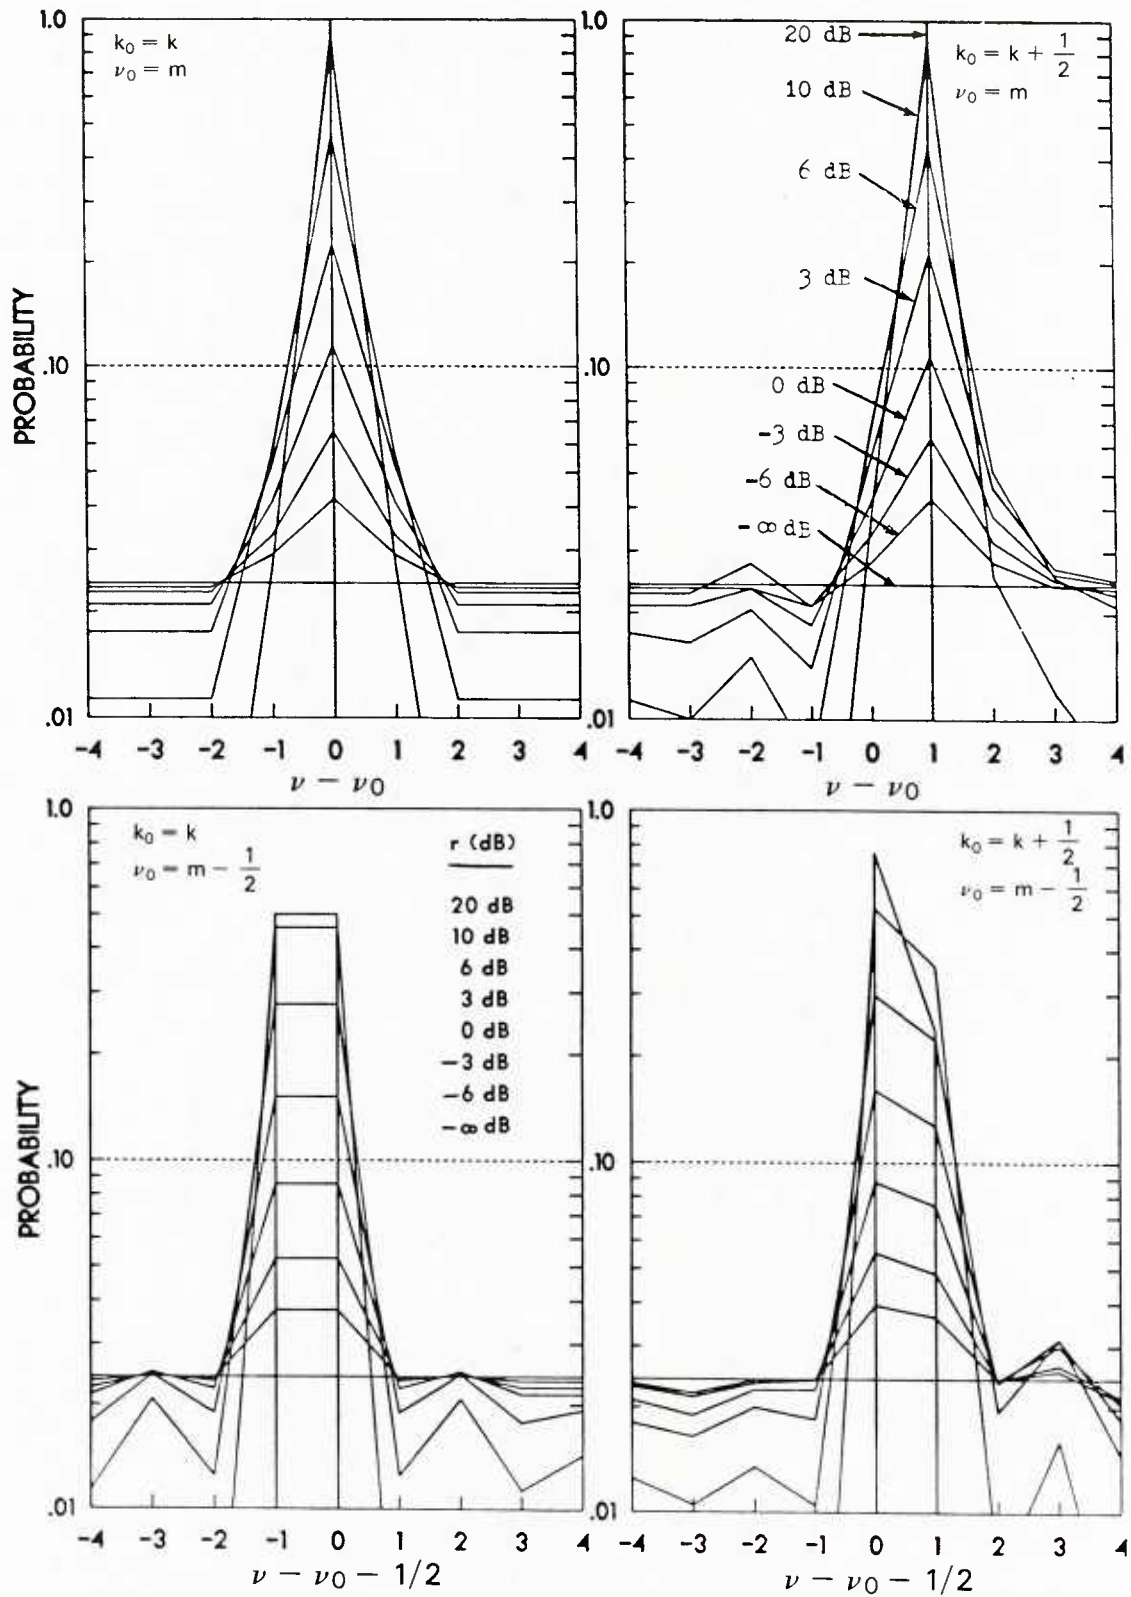 1.0
k₀ = k
ν₀ = m
.10
.01
-4 -3 -2 -1 0 1 2 3 4
ν – ν₀
PROBABILITY
1.0
20 dB
10 dB
6 dB
3 dB
0 dB
-3 dB
-6 dB
-∞ dB
k₀ = k + 1/2
ν₀ = m
.10
.01
-4 -3 -2 -1 0 1 2 3 4
ν – ν₀
1.0
k₀ = k
ν₀ = m – 1/2
r (dB)
20 dB
10 dB
6 dB
3 dB
0 dB
-3 dB
-6 dB
-∞ dB
.10
.01
-4 -3 -2 -1 0 1 2 3 4
ν – ν₀ – 1/2
PROBABILITY
1.0
k₀ = k + 1/2
ν₀ = m – 1/2
.10
.01
-4 -3 -2 -1 0 1 2 3 4
ν – ν₀ – 1/2